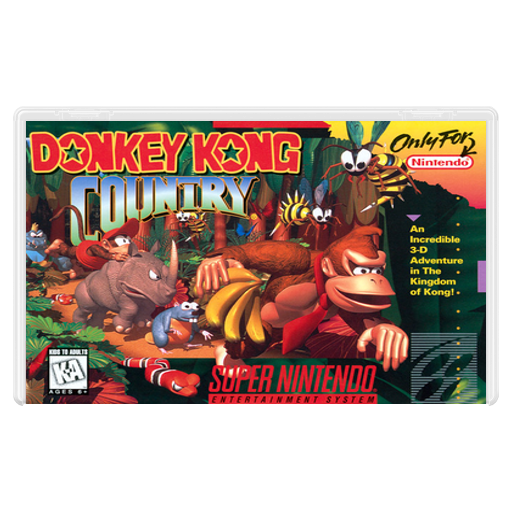 DONKEY KONG
COUNTRY
Only For
Nintendo
An
Incredible
3-D
Adventure
in The
Kingdom
of Kong!
KIDS TO ADULTS
KA
AGES 6+
SUPER NINTENDO
ENTERTAINMENT SYSTEM